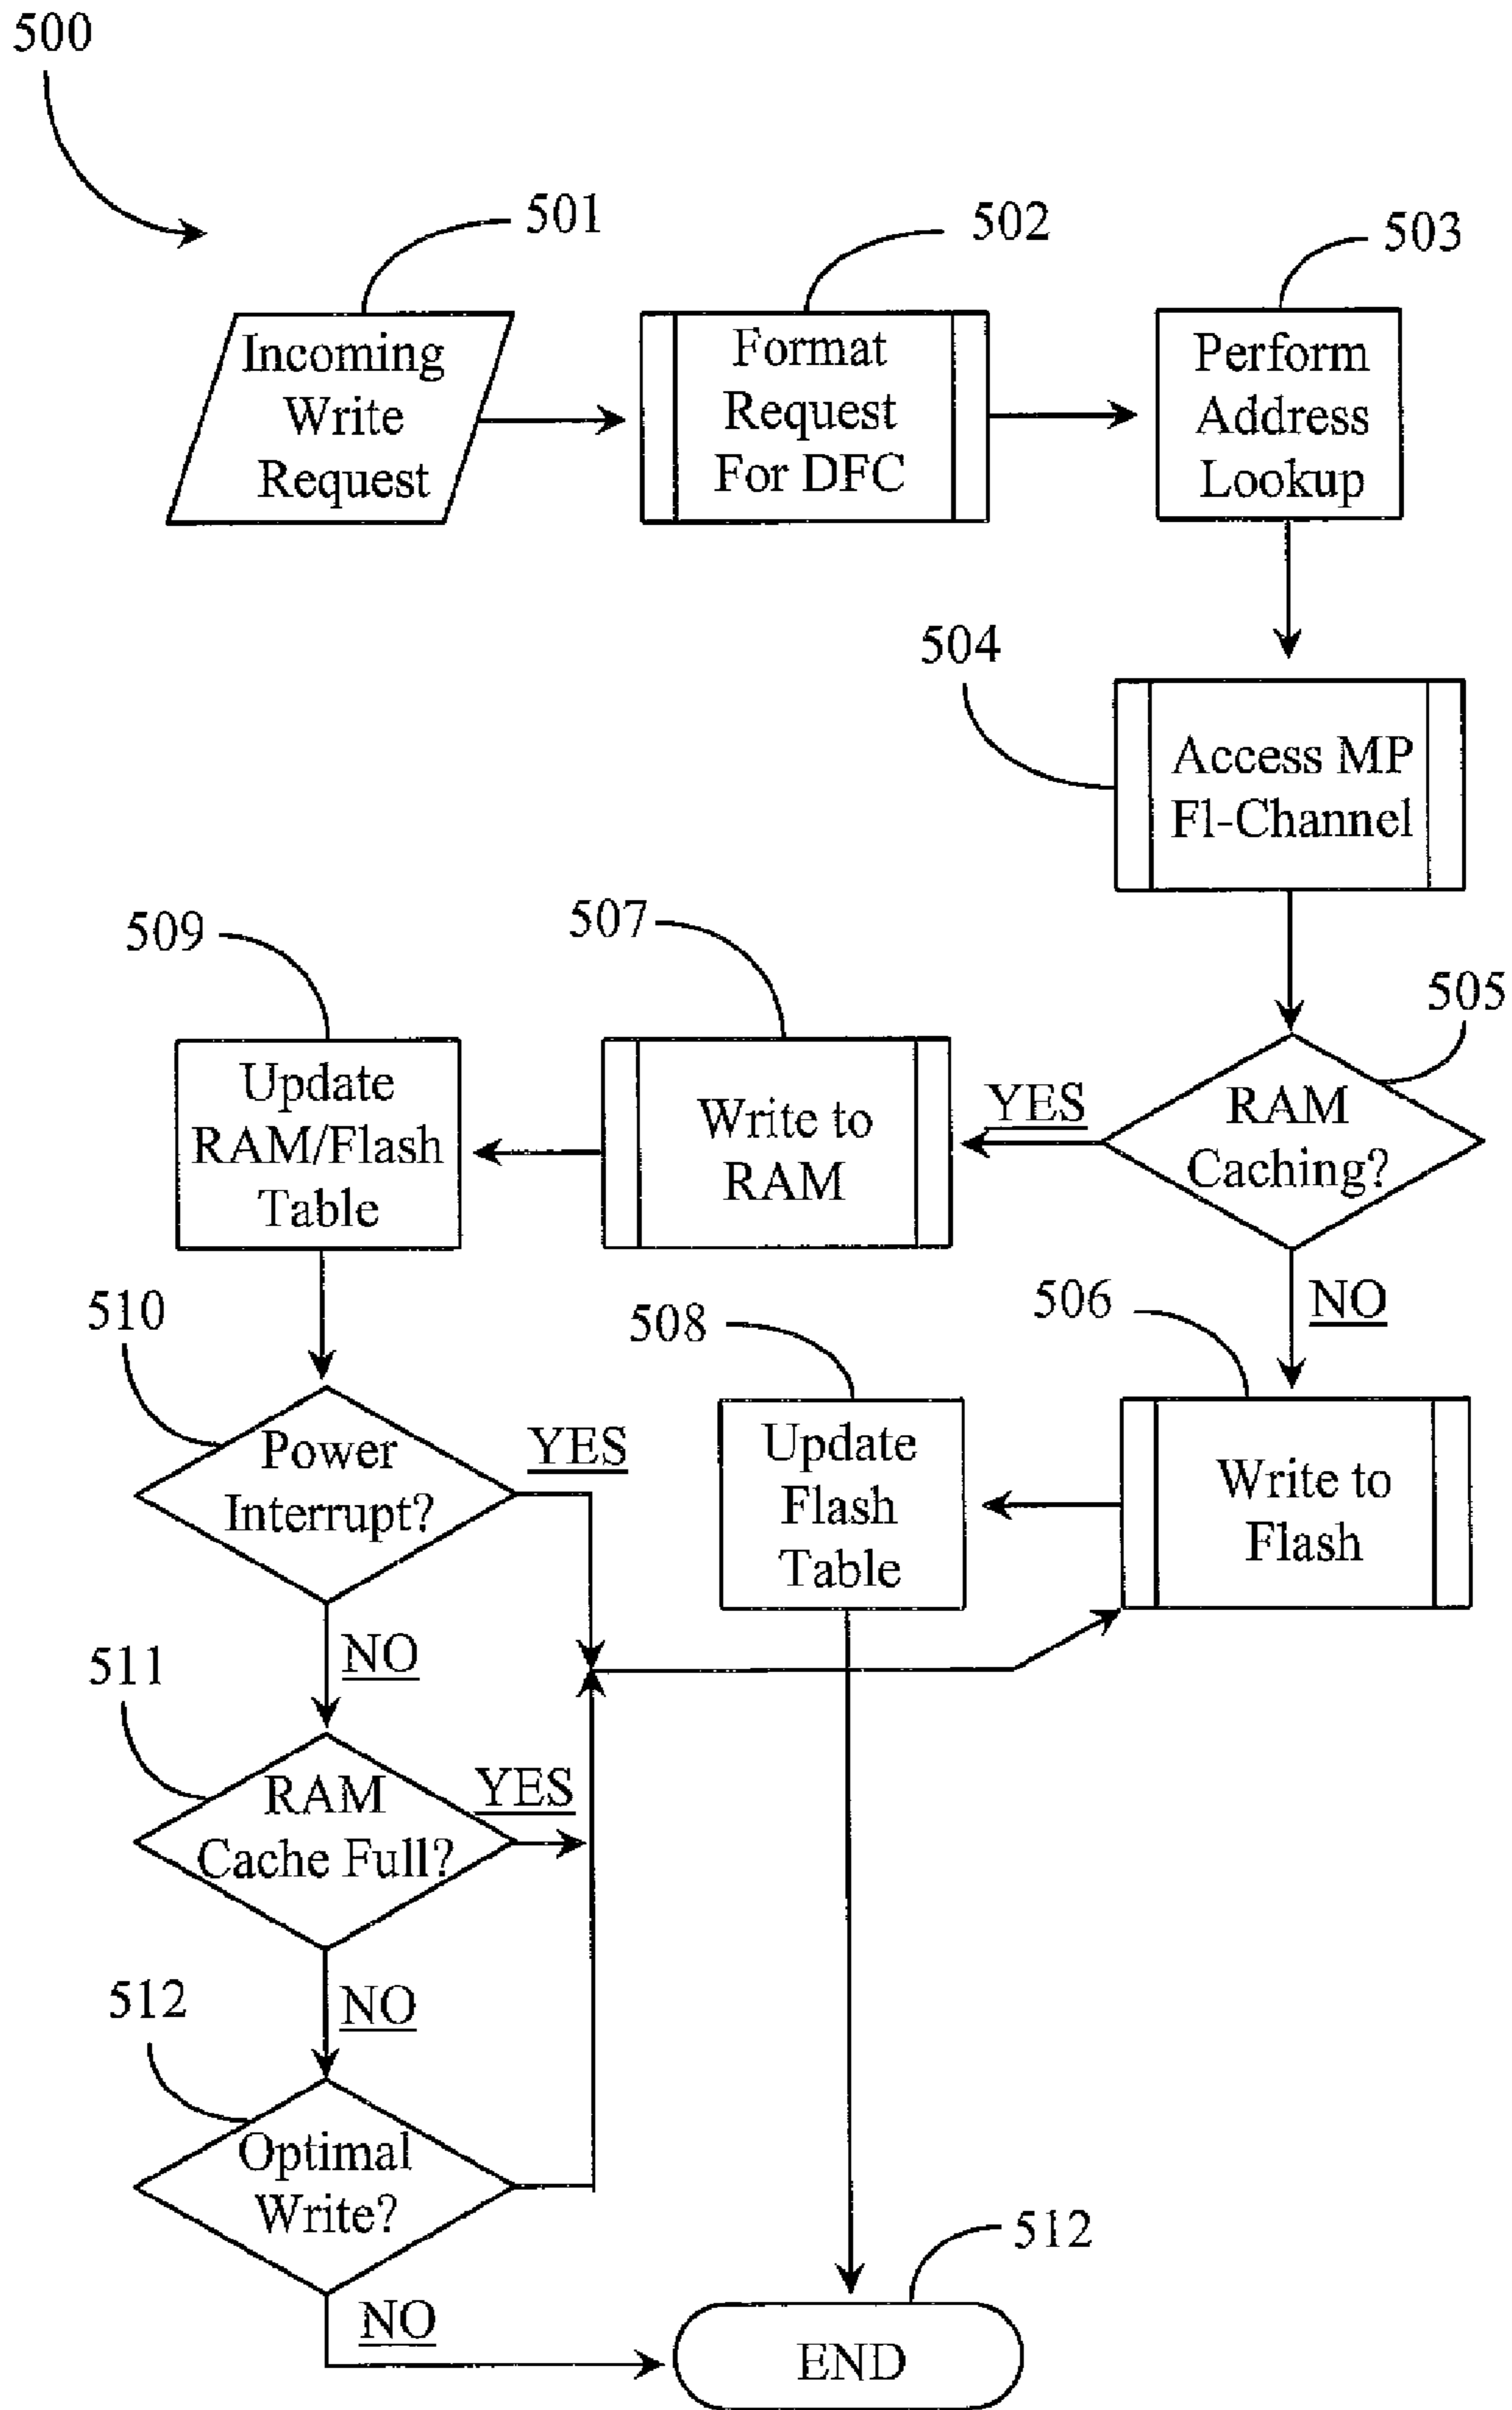 500
501
502
503
Incoming
Write
Request
Format
Request
For DFC
Perform
Address
Lookup
504
Access MP
Fl-Channel
509
507
505
Update
RAM/Flash
Table
Write to
RAM
YES
RAM
Caching?
NO
510
508
506
Power
Interrupt?
YES
Update
Flash
Table
Write to
Flash
NO
511
RAM
Cache Full?
YES
NO
512
Optimal
Write?
NO
512
END